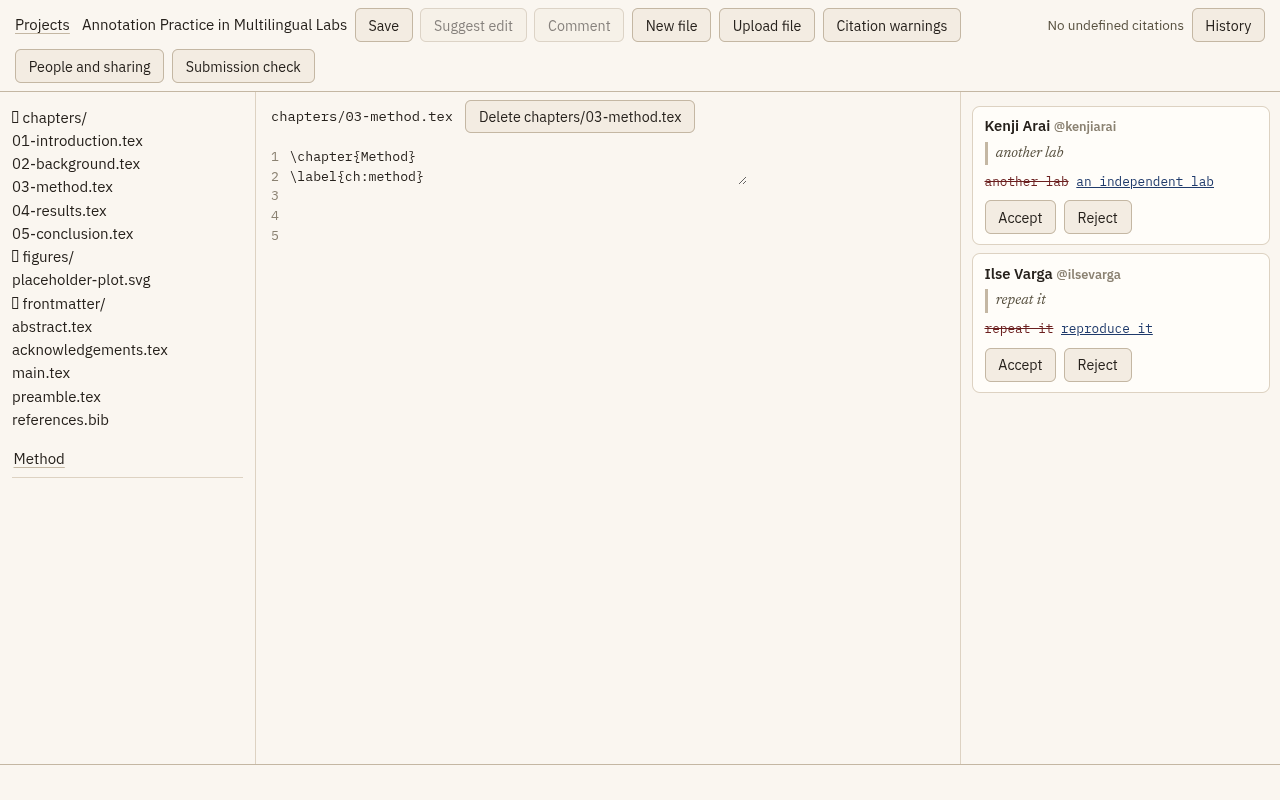 Projects Annotation Practice in Multilingual Labs Save Suggest edit Comment New file Upload file Citation warnings No undefined citations History
People and sharing Submission check
chapters/
01-introduction.tex
02-background.tex
03-method.tex
04-results.tex
05-conclusion.tex
figures/
placeholder-plot.svg
frontmatter/
abstract.tex
acknowledgements.tex
main.tex
preamble.tex
references.bib
Method
chapters/03-method.tex Delete chapters/03-method.tex
1 \chapter{Method}
2 \label{ch:method}
3
4
5
Kenji Arai @kenjiarai
another lab
another lab an independent lab
Accept Reject
Ilse Varga @ilsevarga
repeat it
repeat it reproduce it
Accept Reject